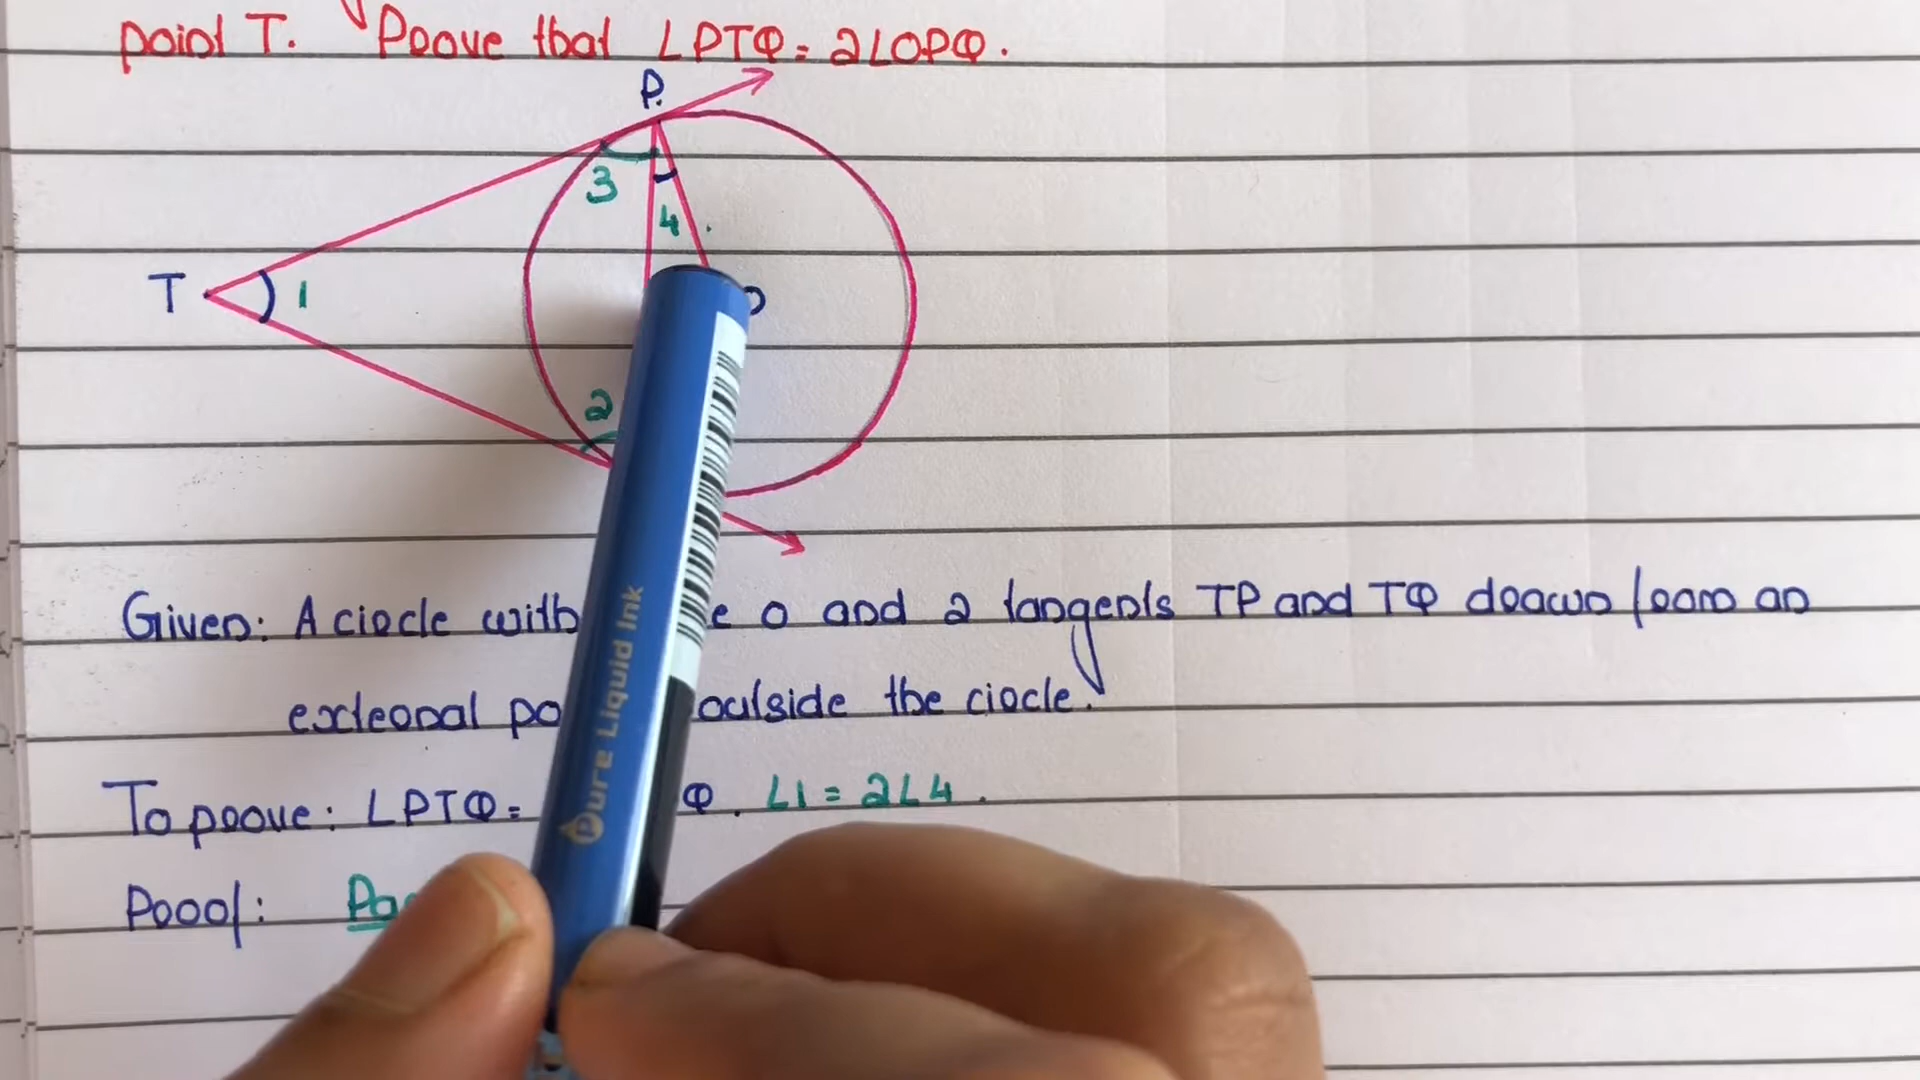 point T. Prove that ∠PTQ = 2∠OPQ.
P.
3
4
T
1
O
2
Given: A circle with e O and 2 tangents TP and TQ drawn from an
external po outside the circle.
To prove: ∠PTQ = Q. ∠1 = 2∠4.
Proof:
Pure Liquid Ink